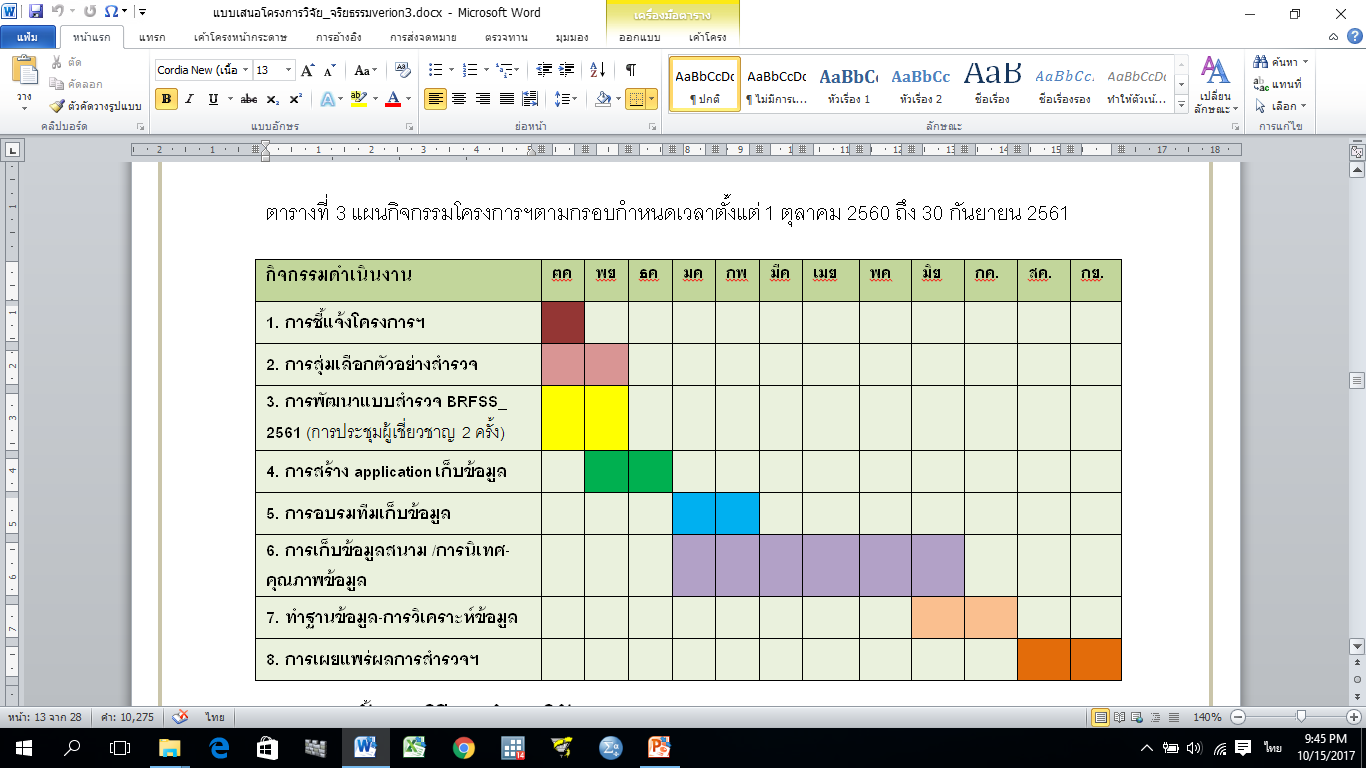 แบบเสนอโครงการวิจัย_จริยธรรมverion3.docx - Microsoft Word
เครื่องมือตาราง
แฟ้ม หน้าแรก แทรก เค้าโครงหน้ากระดาษ การอ้างอิง การส่งจดหมาย ตรวจทาน มุมมอง ออกแบบ เค้าโครง
วาง
ตัด
คัดลอก
ตัวคัดวางรูปแบบ
คลิปบอร์ด
Cordia New (เนื้อ 13
แบบอักษร
ย่อหน้า
AaBbCcDc AaBbCcDc AaBbC AaBbCc AaB AaBbCc AaBbCcDc
¶ ปกติ ¶ ไม่มีการเ... หัวเรื่อง 1 หัวเรื่อง 2 ชื่อเรื่อง ชื่อเรื่องรอง ทำให้ตัวเน้...
ลักษณะ
เปลี่ยน
ลักษณะ
ค้นหา
แทนที่
เลือก
การแก้ไข
ตารางที่ 3 แผนกิจกรรมโครงการฯตามกรอบกำหนดเวลาตั้งแต่ 1 ตุลาคม 2560 ถึง 30 กันยายน 2561
กิจกรรมดำเนินงาน ตค พย ธค มค กพ มีค เมย พค มิย กค. สค. กย.
1. การชี้แจ้งโครงการฯ
2. การสุ่มเลือกตัวอย่างสำรวจ
3. การพัฒนาแบบสำรวจ BRFSS_
2561 (การประชุมผู้เชี่ยวชาญ 2 ครั้ง)
4. การสร้าง application เก็บข้อมูล
5. การอบรมทีมเก็บข้อมูล
6. การเก็บข้อมูลสนาม /การนิเทศ-
คุณภาพข้อมูล
7. ทำฐานข้อมูล-การวิเคราะห์ข้อมูล
8. การเผยแพร่ผลการสำรวจฯ
หน้า: 13 จาก 28 คำ: 10,275 ไทย 140%
ไทย
9:45 PM
10/15/2017